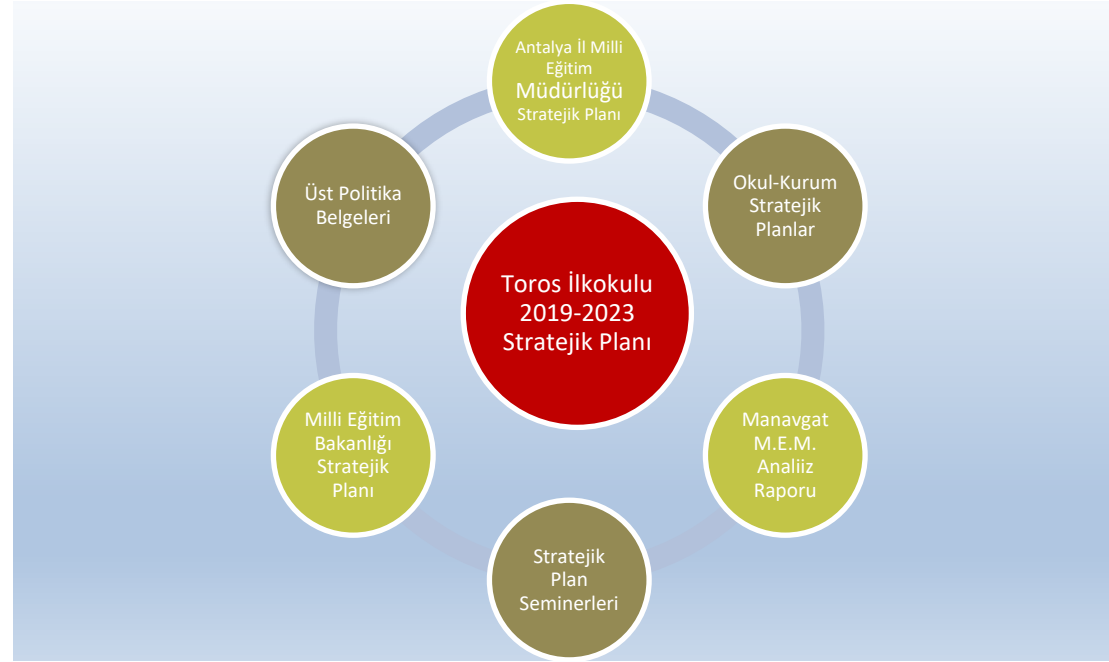 Antalya İl Milli
Eğitim
Müdürlüğü
Stratejik Planı
Üst Politika
Belgeleri
Okul-Kurum
Stratejik
Planlar
Toros İlkokulu
2019-2023
Stratejik Planı
Milli Eğitim
Bakanlığı
Stratejik
Planı
Manavgat
M.E.M.
Analiiz
Raporu
Stratejik
Plan
Seminerleri